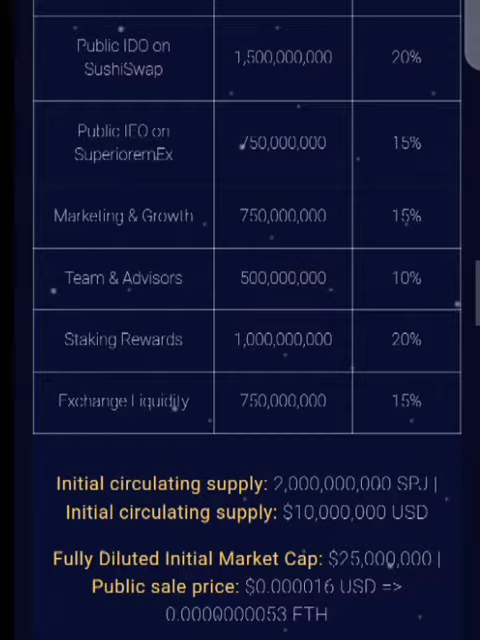 Public IDO on
SushiSwap
1,500,000,000
20%
Public IEO on
SuperioremEx
750,000,000
15%
Marketing & Growth
750,000,000
15%
Team & Advisors
500,000,000
10%
Staking Rewards
1,000,000,000
20%
Exchange Liquidity
750,000,000
15%
Initial circulating supply: 2,000,000,000 SPJ |
Initial circulating supply: $10,000,000 USD
Fully Diluted Initial Market Cap: $25,000,000 |
Public sale price: $0.000016 USD =>
0.0000000053 ETH